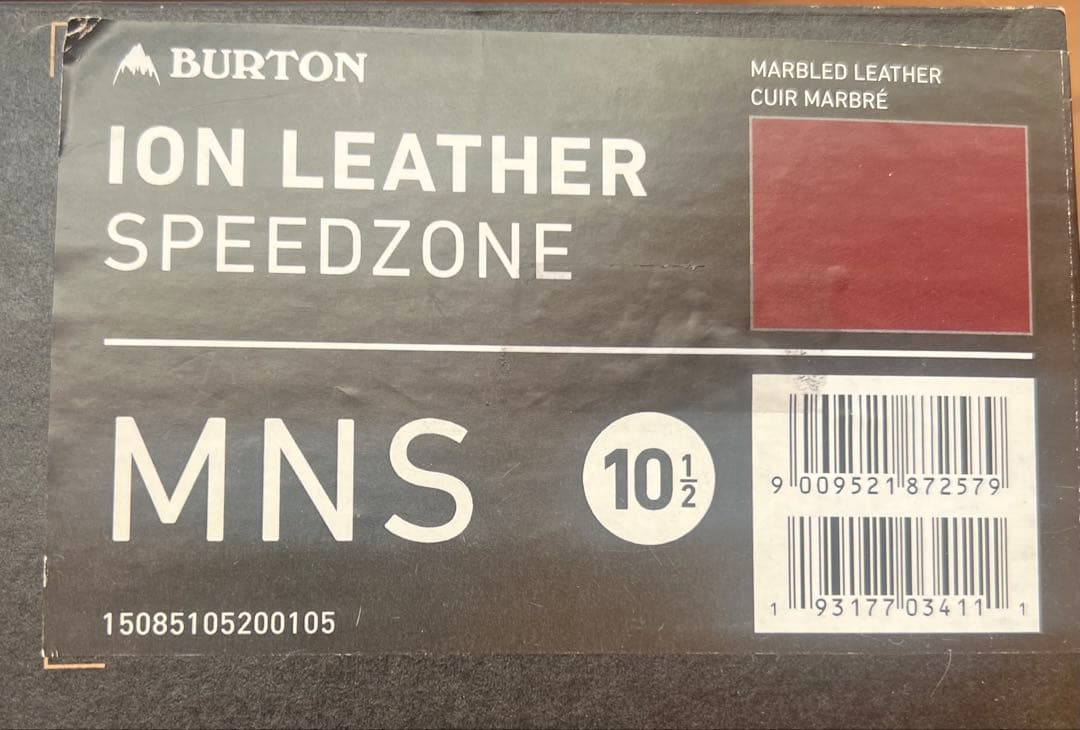 BURTON
ION LEATHER
SPEEDZONE
MARBLED LEATHER
CUIR MARBRÉ
MNS
10½
9 009521 872579
1 93177 03411 1
15085105200105